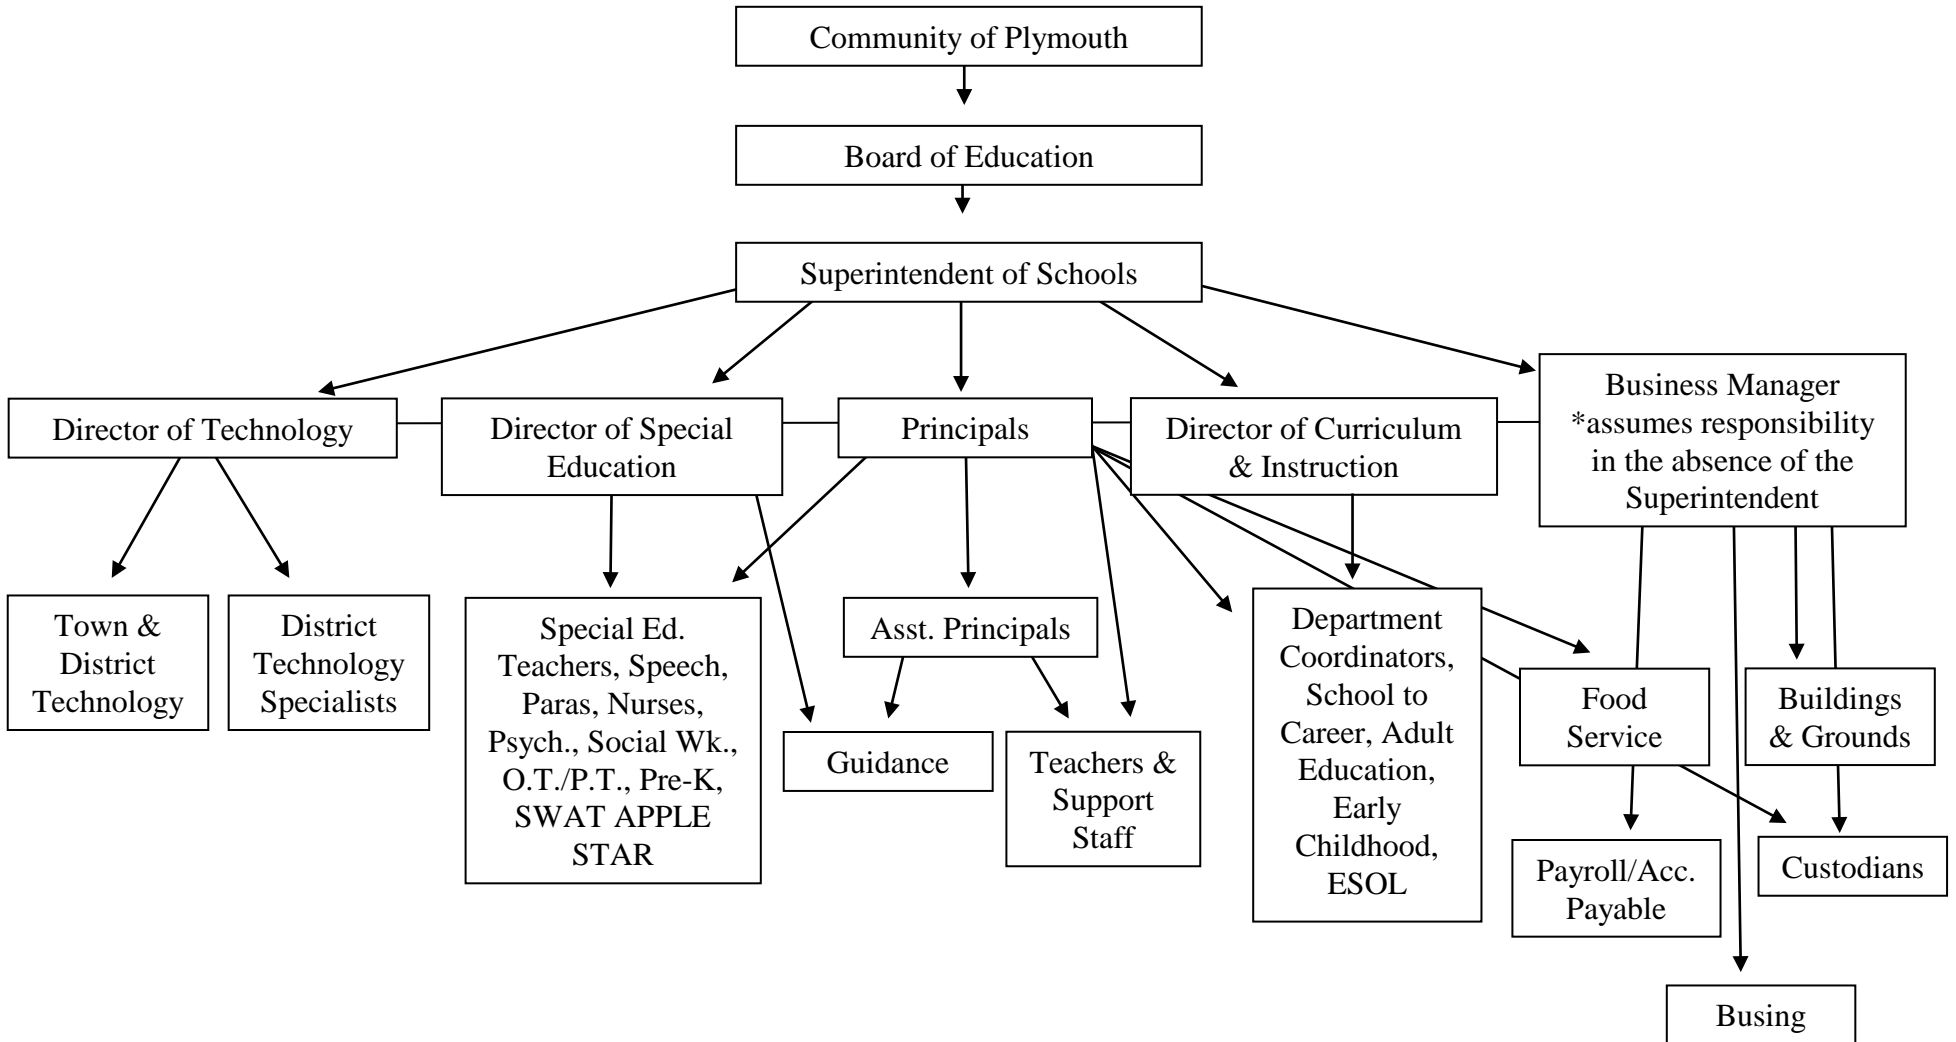 Community of Plymouth
Board of Education
Superintendent of Schools
Director of Technology
Director of Special
Education
Principals
Director of Curriculum
& Instruction
Business Manager
*assumes responsibility
in the absence of the
Superintendent
Town &
District
Technology
District
Technology
Specialists
Special Ed.
Teachers, Speech,
Paras, Nurses,
Psych., Social Wk.,
O.T./P.T., Pre-K,
SWAT APPLE
STAR
Asst. Principals
Guidance
Teachers &
Support
Staff
Department
Coordinators,
School to
Career, Adult
Education,
Early
Childhood,
ESOL
Food
Service
Buildings
& Grounds
Payroll/Acc.
Payable
Custodians
Busing